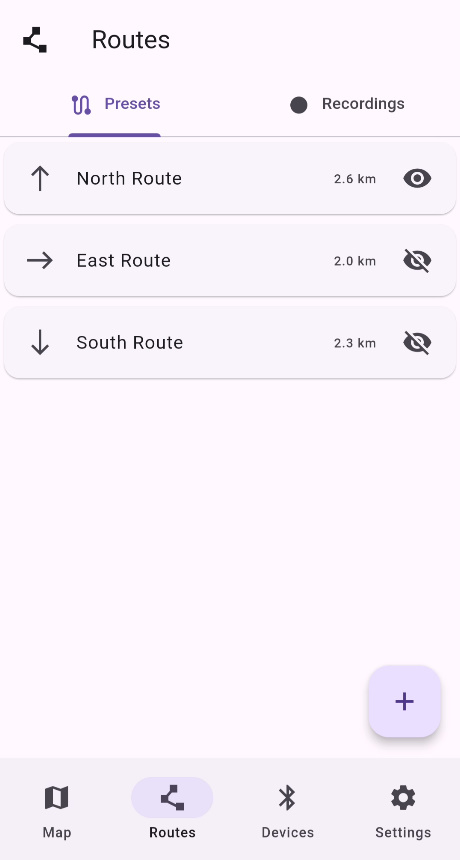 Routes
Presets
Recordings
North Route 2.6 km
East Route 2.0 km
South Route 2.3 km
Map
Routes
Devices
Settings